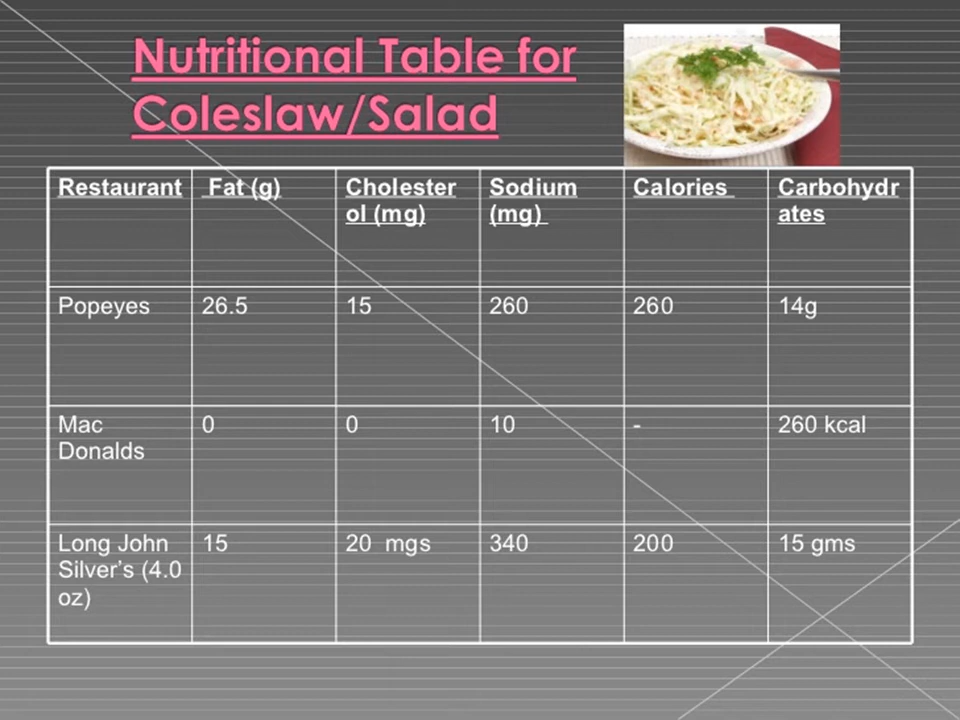 Nutritional Table for
Coleslaw/Salad
Restaurant Fat (g) Cholester Sodium Calories Carbohydr
ol (mg) (mg) ates
Popeyes 26.5 15 260 260 14g
Mac 0 0 10 - 260 kcal
Donalds
Long John 15 20 mgs 340 200 15 gms
Silver's (4.0
oz)